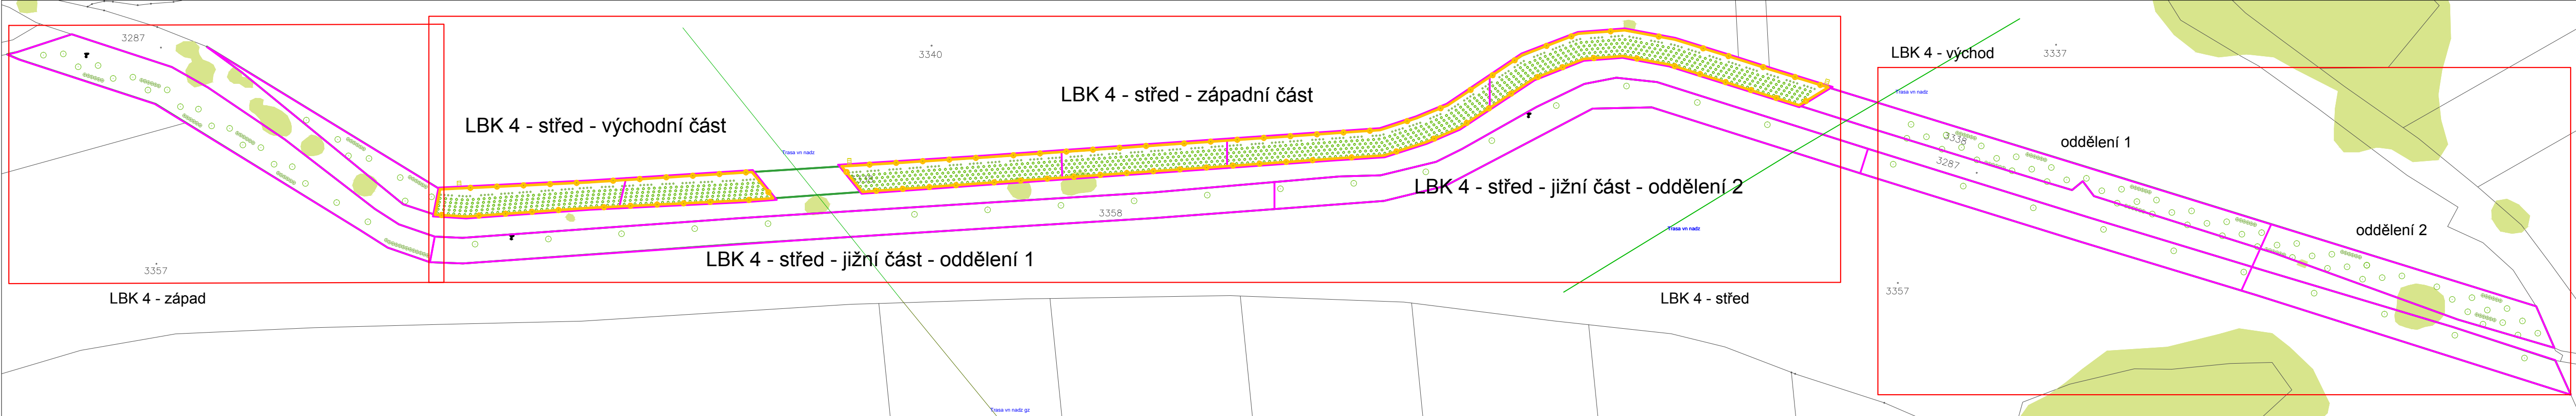 3287
3340
LBK 4 - východ
3337
LBK 4 - střed - západní část
Trasa vn nadz
LBK 4 - střed - východní část
3338
oddělení 1
Trasa vn nadz
3287
LBK 4 - střed - jižní část - oddělení 2
3358
Trasa vn nadz
oddělení 2
LBK 4 - střed - jižní část - oddělení 1
3357
3357
LBK 4 - západ
LBK 4 - střed
Trasa vn nadz gz